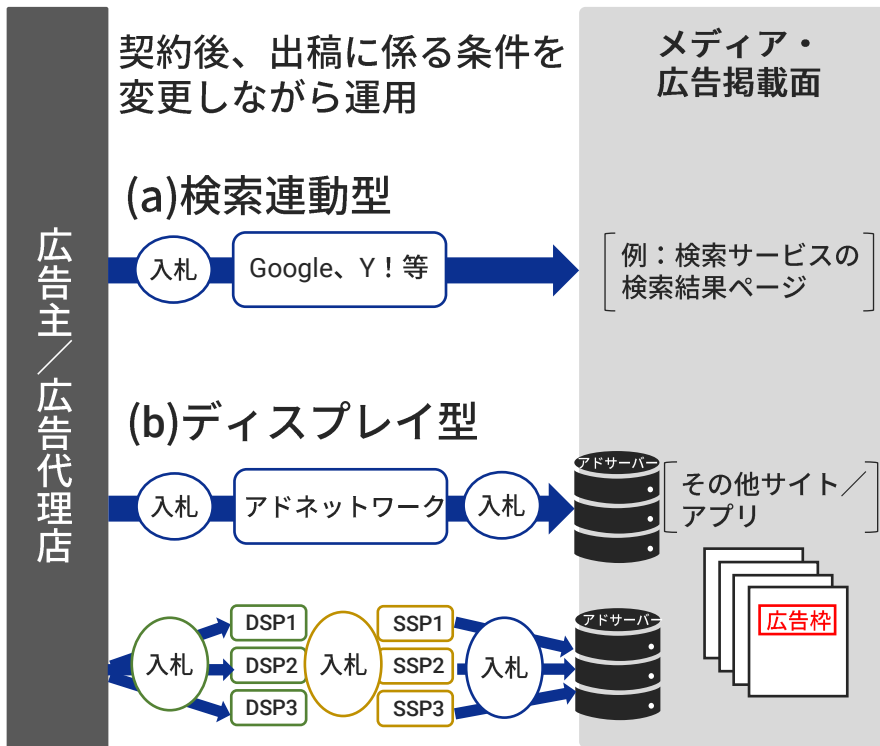 契約後、出稿に係る条件を
変更しながら運用
メディア・
広告掲載面
広告主／広告代理店
(a)検索連動型
入札
Google、Y！等
例：検索サービスの
検索結果ページ
(b)ディスプレイ型
入札
アドネットワーク
入札
アドサーバー
その他サイト／
アプリ
広告枠
入札
DSP1
DSP2
DSP3
入札
SSP1
SSP2
SSP3
入札
アドサーバー